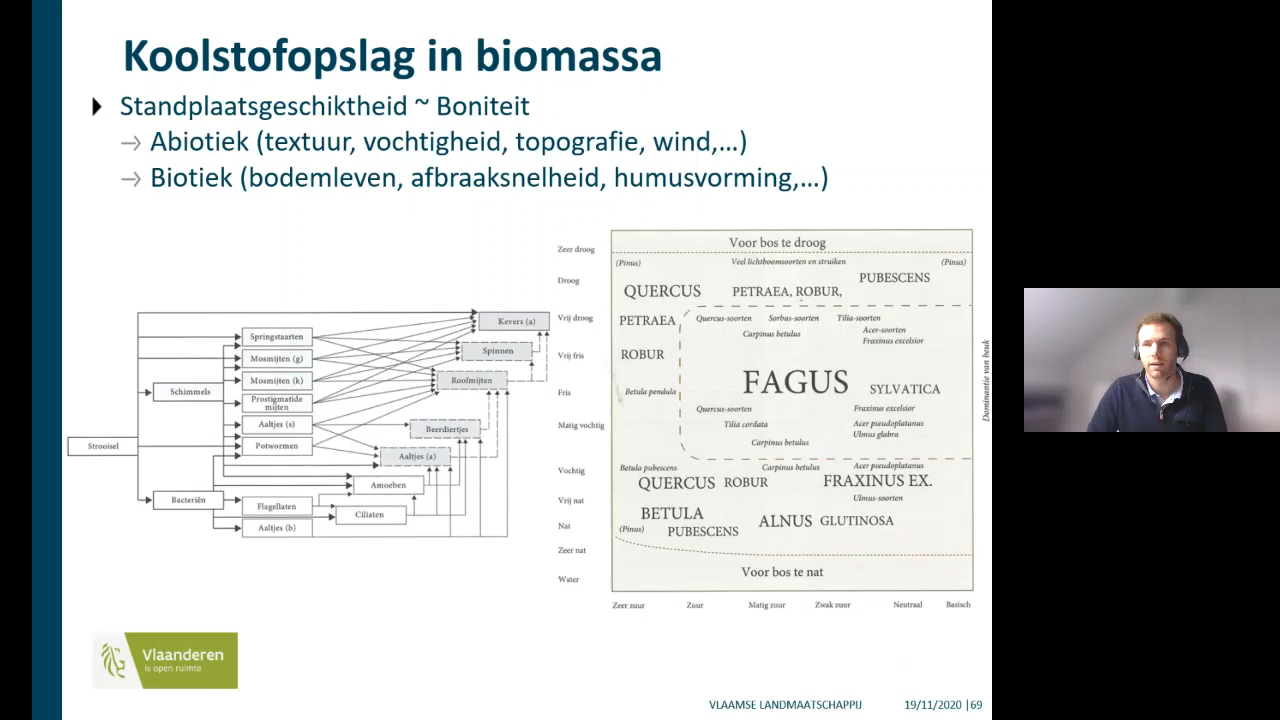 Koolstofopslag in biomassa
Standplaatsgeschiktheid ~ Boniteit
Abiotiek (textuur, vochtigheid, topografie, wind,…)
Biotiek (bodemleven, afbraaksnelheid, humusvorming,…)
Strooisel
Schimmels
Bacteriën
Springstaarten
Mosmijten (g)
Mosmijten (k)
Prostigmatide
mijten
Aaltjes (s)
Potwormen
Flagellaten
Aaltjes (b)
Kevers (a)
Spinnen
Roofmijten
Beerdiertjes
Aaltjes (a)
Amoeben
Ciliaten
Zeer droog
Droog
Vrij droog
Vrij fris
Fris
Matig vochtig
Vochtig
Vrij nat
Nat
Zeer nat
Water
Voor bos te droog
(Pinus) Veel lichtboomsoorten en struiken (Pinus)
PUBESCENS
QUERCUS PETRAEA, ROBUR,
PETRAEA Quercus-soorten Sorbus-soorten Tilia-soorten
Carpinus betulus Acer-soorten
Fraxinus excelsior
ROBUR
FAGUS SYLVATICA
Betula pendula
Quercus-soorten Fraxinus excelsior
Tilia cordata Acer pseudoplatanus
Ulmus glabra
Carpinus betulus
Betula pubescens Carpinus betulus Acer pseudoplatanus
QUERCUS ROBUR FRAXINUS EX.
Ulmus-soorten
BETULA
ALNUS GLUTINOSA
(Pinus) PUBESCENS
Voor bos te nat
Zeer zuur Zuur Matig zuur Zwak zuur Neutraal Basisch
Dominantie van beuk
Vlaanderen
is open ruimte
VLAAMSE LANDMAATSCHAPPIJ 19/11/2020 |69